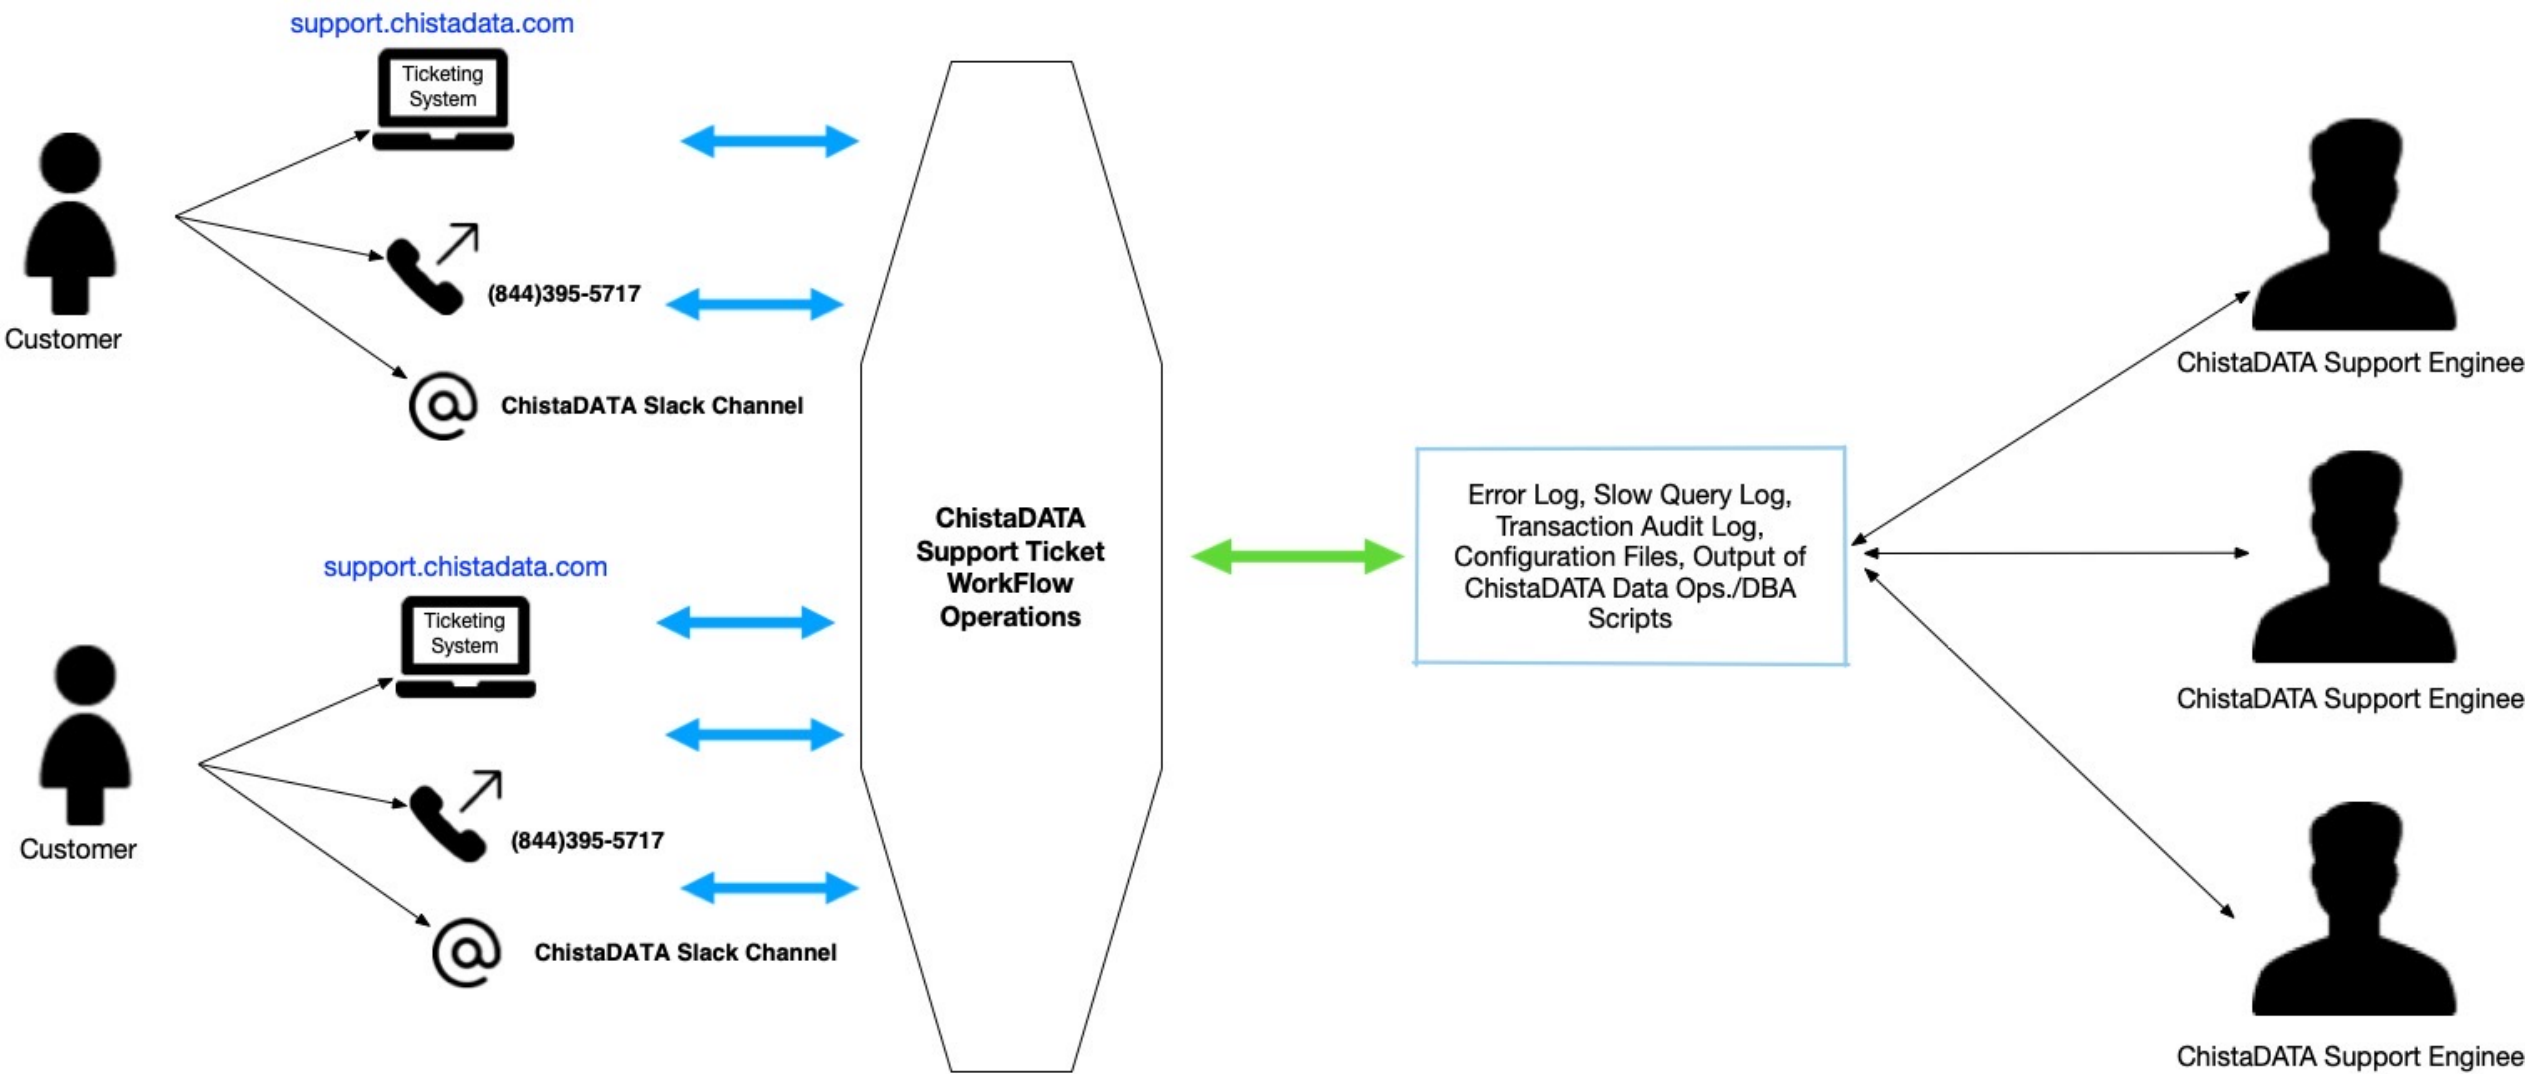 support.chistadata.com
Ticketing
System
(844)395-5717
Customer
ChistaDATA Slack Channel
support.chistadata.com
Ticketing
System
(844)395-5717
Customer
ChistaDATA Slack Channel
ChistaDATA
Support Ticket
WorkFlow
Operations
Error Log, Slow Query Log,
Transaction Audit Log,
Configuration Files, Output of
ChistaDATA Data Ops./DBA
Scripts
ChistaDATA Support Enginee
ChistaDATA Support Enginee
ChistaDATA Support Enginee